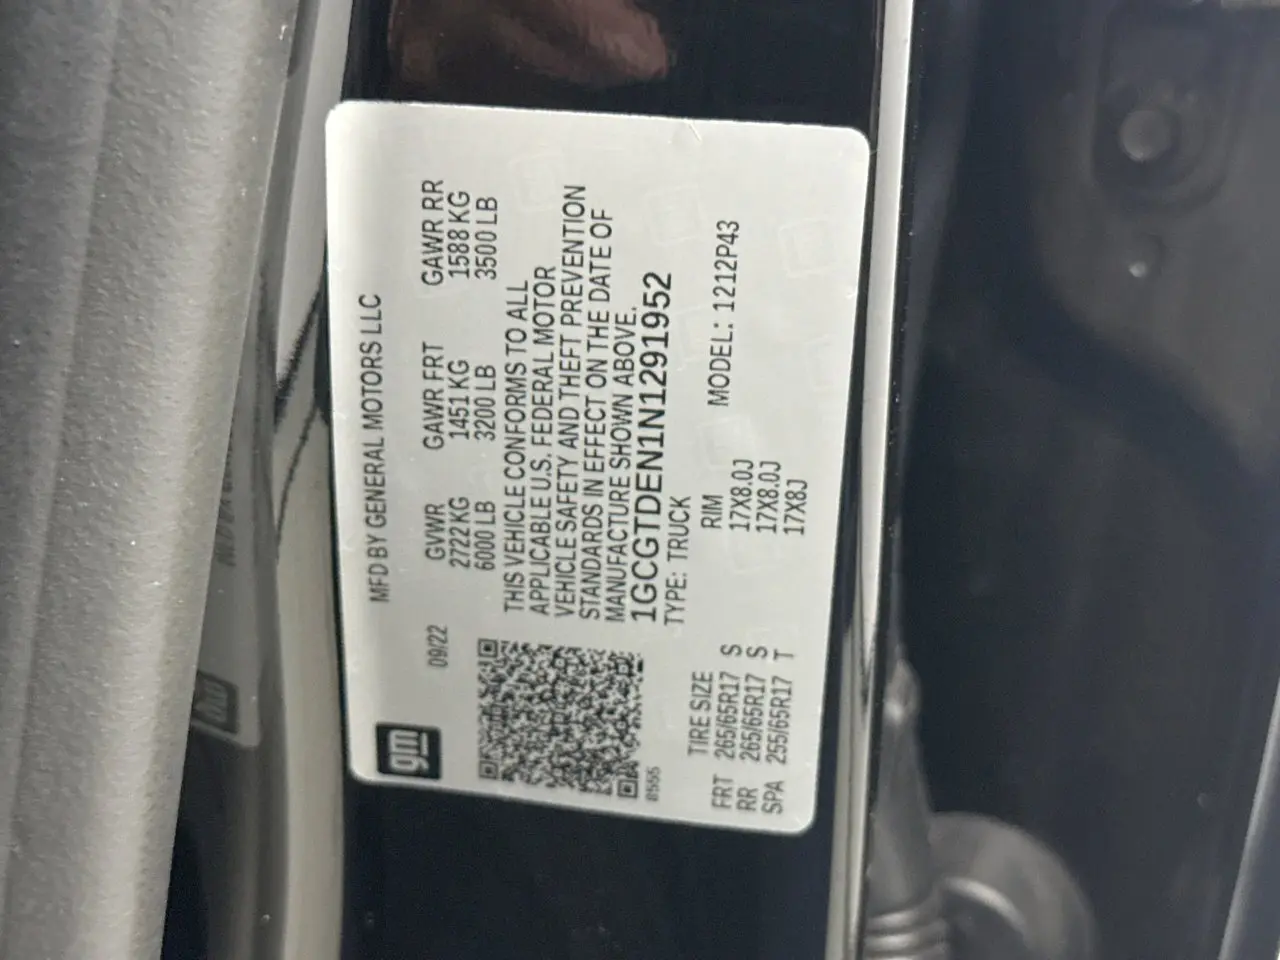 gm
MFD BY GENERAL MOTORS LLC
09/22
GVWR GAWR FRT GAWR RR
2722 KG 1451 KG 1588 KG
6000 LB 3200 LB 3500 LB
THIS VEHICLE CONFORMS TO ALL
APPLICABLE U.S. FEDERAL MOTOR
VEHICLE SAFETY AND THEFT PREVENTION
STANDARDS IN EFFECT ON THE DATE OF
MANUFACTURE SHOWN ABOVE.
1GCGTDEN1N1291952
8555
TYPE: TRUCK
TIRE SIZE RIM MODEL: 1212P43
FRT 265/65R17 S 17X8.0J
RR 265/65R17 S 17X8.0J
SPA 255/65R17 T 17X8J